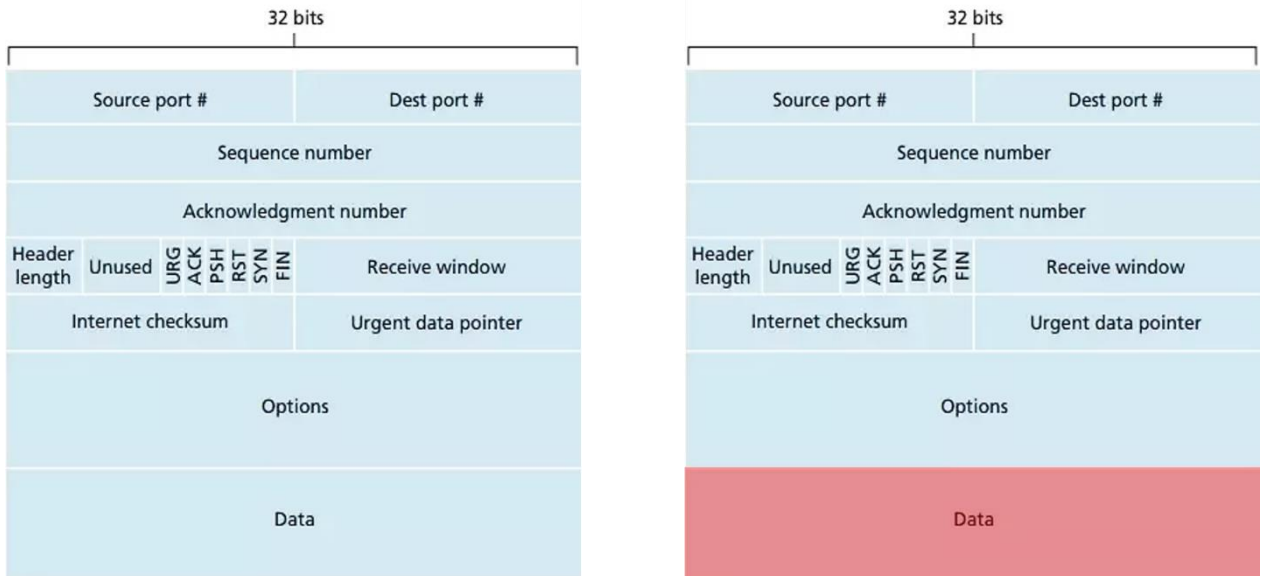 32 bits
Source port #
Dest port #
Sequence number
Acknowledgment number
Header
length
Unused
URG
ACK
PSH
RST
SYN
FIN
Receive window
Internet checksum
Urgent data pointer
Options
Data
32 bits
Source port #
Dest port #
Sequence number
Acknowledgment number
Header
length
Unused
URG
ACK
PSH
RST
SYN
FIN
Receive window
Internet checksum
Urgent data pointer
Options
Data